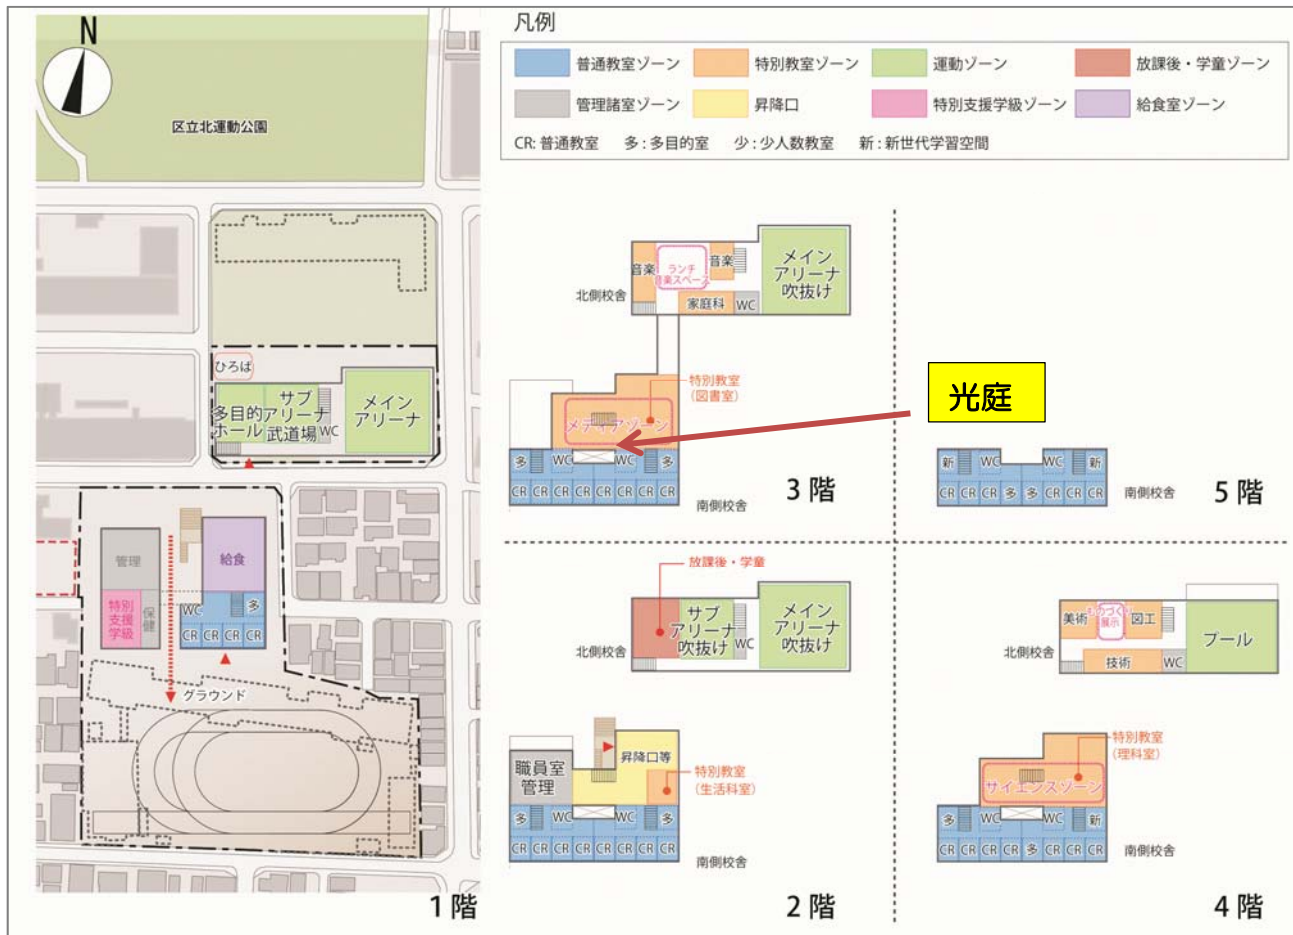 N
区立北運動公園
ひろば
多目的
ホール
サブ
アリーナ
武道場
WC
メイン
アリーナ
管理
給食
特別
支援
学級
保健
WC
多
CR CR CR CR
グラウンド
1階
凡例
普通教室ゾーン
特別教室ゾーン
運動ゾーン
放課後・学童ゾーン
管理諸室ゾーン
昇降口
特別支援学級ゾーン
給食室ゾーン
CR: 普通教室 多:多目的室 少:少人数教室 新:新世代学習空間
音楽
ランチ
音楽スペース
音楽
メイン
アリーナ
吹抜け
北側校舎
家庭科
WC
特別教室
(図書室)
メディアゾーン
多 WC WC 多
CR CR CR CR CR CR CR CR
南側校舎
3階
光庭
新 WC WC 新
CR CR CR 多 多 CR CR CR
南側校舎
5階
放課後・学童
サブ
アリーナ
吹抜け
WC
メイン
アリーナ
吹抜け
北側校舎
職員室
管理
昇降口等
特別教室
(生活科室)
多 WC WC 多
CR CR CR CR CR CR CR CR
南側校舎
2階
美術
ものづくり
展示
図工
プール
北側校舎
技術
WC
特別教室
(理科室)
サイエンスゾーン
多 WC WC 新
CR CR CR CR 多 CR CR CR
南側校舎
4階